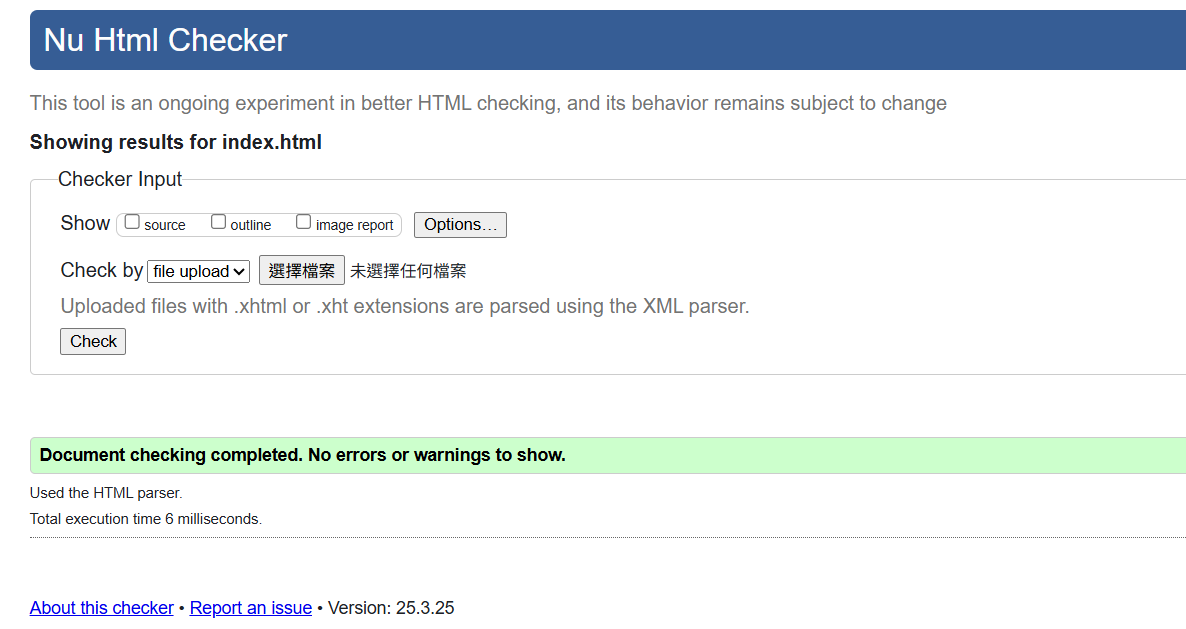 Nu Html Checker
This tool is an ongoing experiment in better HTML checking, and its behavior remains subject to change
Showing results for index.html
Checker Input
Show source outline image report Options…
Check by file upload 選擇檔案 未選擇任何檔案
Uploaded files with .xhtml or .xht extensions are parsed using the XML parser.
Check
Document checking completed. No errors or warnings to show.
Used the HTML parser.
Total execution time 6 milliseconds.
About this checker • Report an issue • Version: 25.3.25